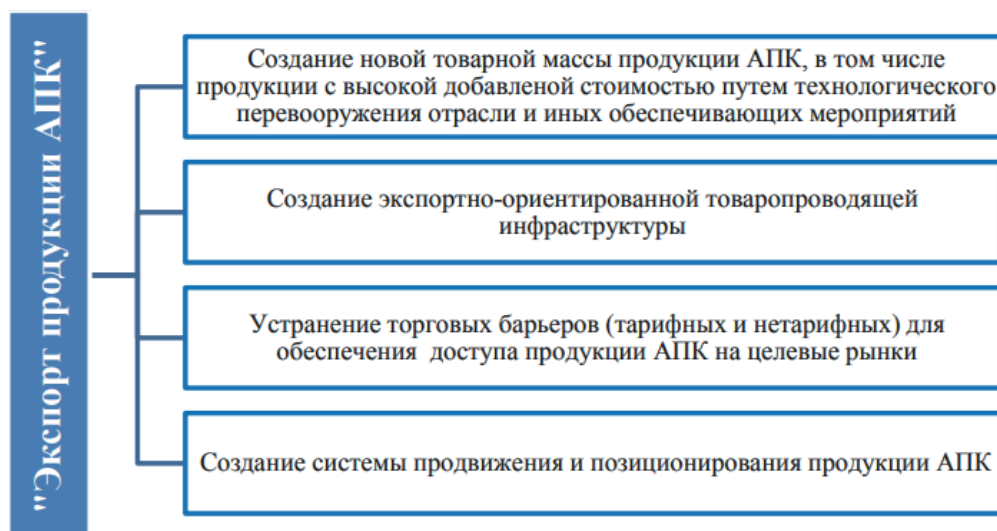 "Экспорт продукции АПК"
Создание новой товарной массы продукции АПК, в том числе
продукции с высокой добавленой стоимостью путем технологического
перевооружения отрасли и иных обеспечивающих мероприятий
Создание экспортно-ориентированной товаропроводящей
инфраструктуры
Устранение торговых барьеров (тарифных и нетарифных) для
обеспечения доступа продукции АПК на целевые рынки
Создание системы продвижения и позиционирования продукции АПК